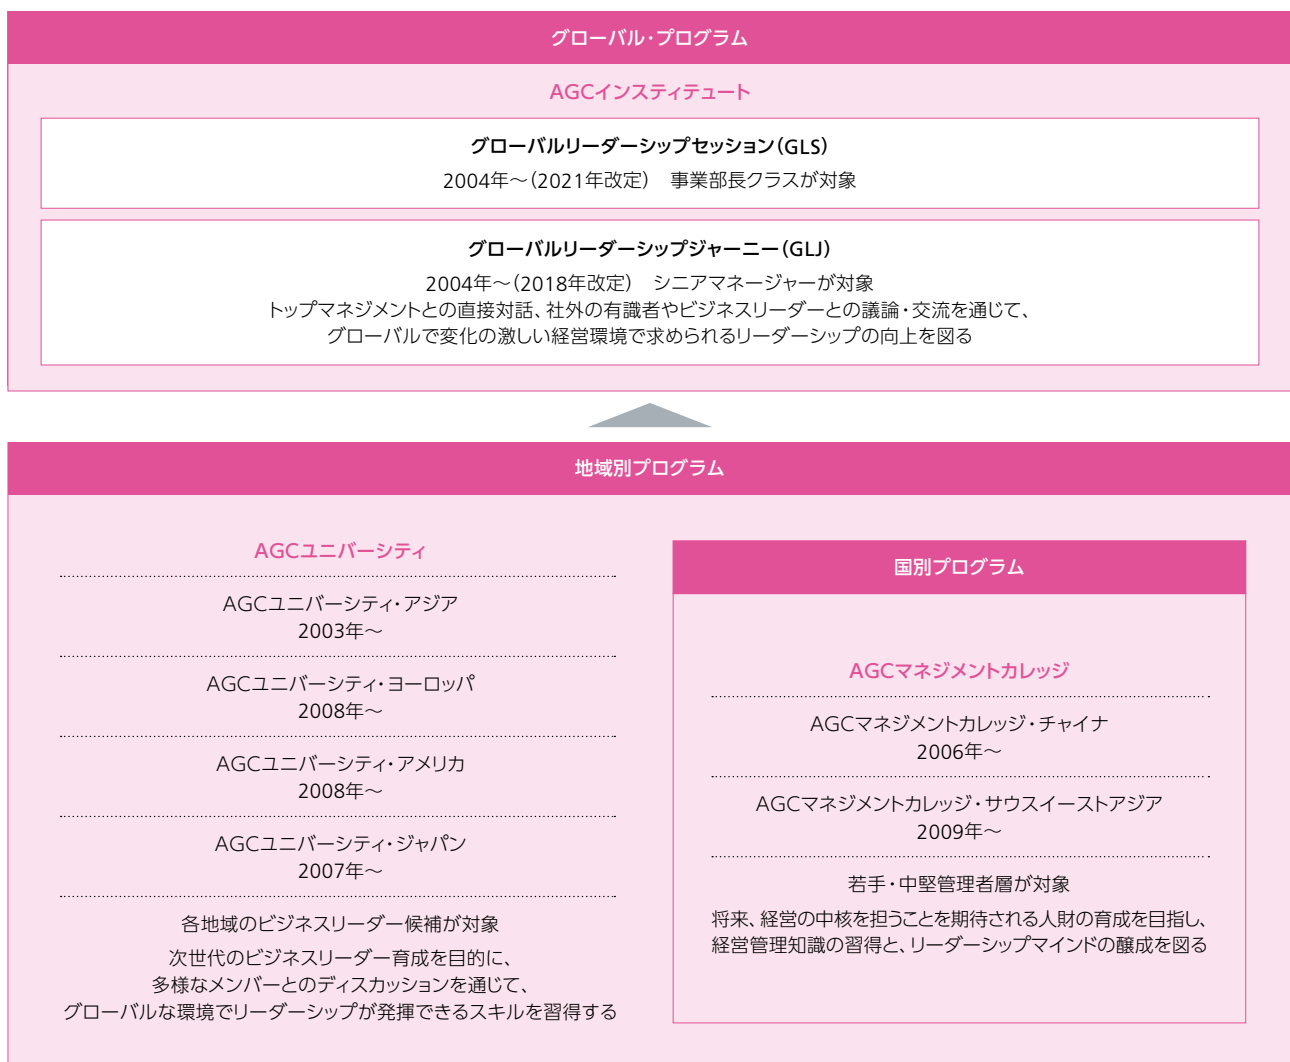 グローバル・プログラム
AGCインスティテュート
グローバルリーダーシップセッション(GLS)
2004年～(2021年改定)　事業部長クラスが対象
グローバルリーダーシップジャーニー(GLJ)
2004年～(2018年改定)　シニアマネージャーが対象
トップマネジメントとの直接対話、社外の有識者やビジネスリーダーとの議論・交流を通じて、
グローバルで変化の激しい経営環境で求められるリーダーシップの向上を図る
地域別プログラム
AGCユニバーシティ
AGCユニバーシティ・アジア
2003年～
AGCユニバーシティ・ヨーロッパ
2008年～
AGCユニバーシティ・アメリカ
2008年～
AGCユニバーシティ・ジャパン
2007年～
各地域のビジネスリーダー候補が対象
次世代のビジネスリーダー育成を目的に、
多様なメンバーとのディスカッションを通じて、
グローバルな環境でリーダーシップが発揮できるスキルを習得する
国別プログラム
AGCマネジメントカレッジ
AGCマネジメントカレッジ・チャイナ
2006年～
AGCマネジメントカレッジ・サウスイーストアジア
2009年～
若手・中堅管理者層が対象
将来、経営の中核を担うことを期待される人財の育成を目指し、
経営管理知識の習得と、リーダーシップマインドの醸成を図る